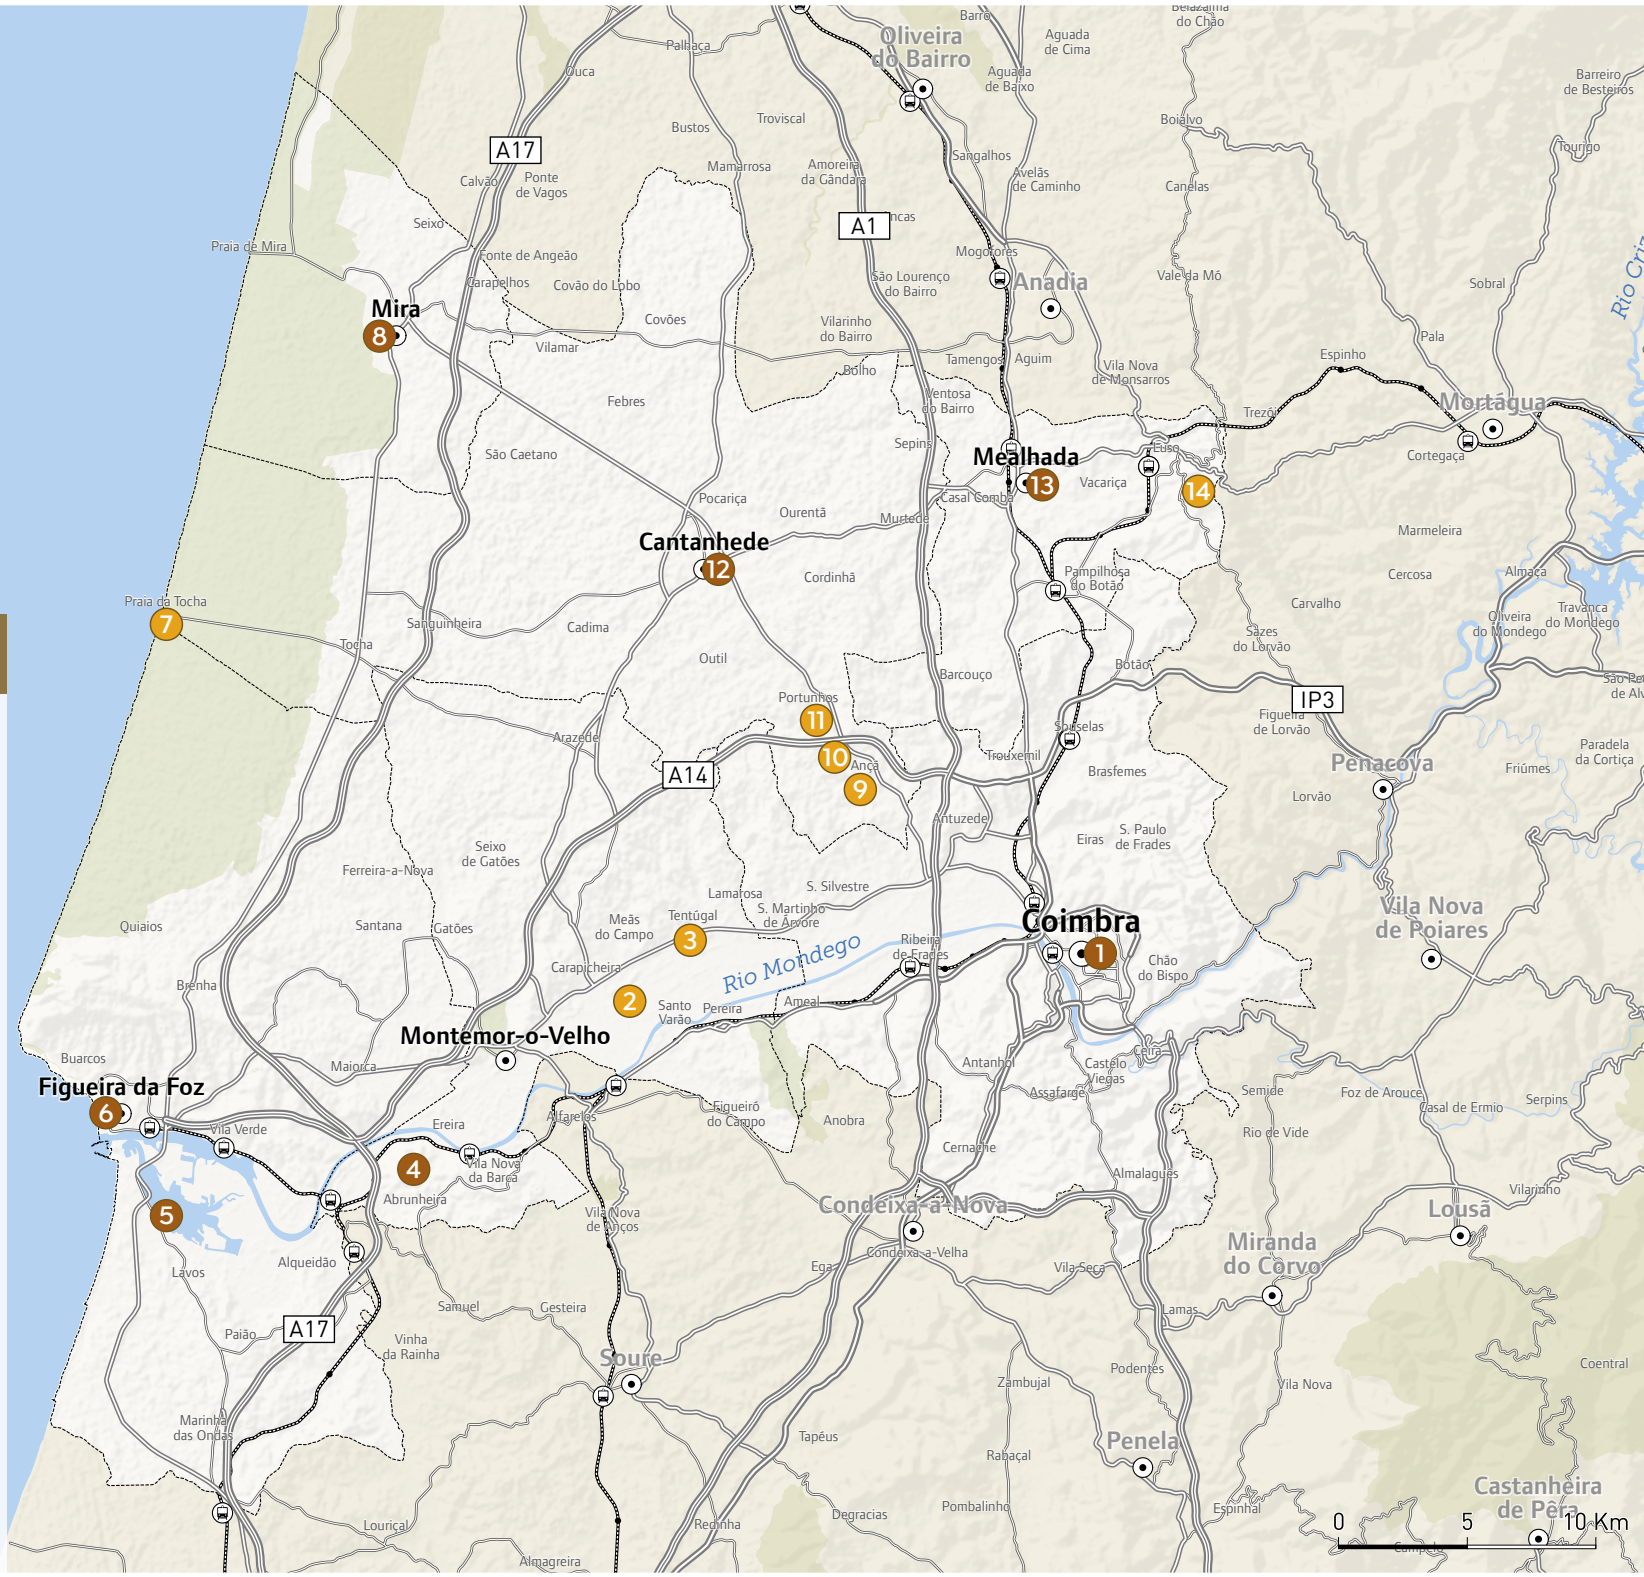 Barro
Belazaima
do Chão
Oliveira
do Bairro
Aguada
de Cima
Palhaça
Ouca
Aguada
de Baixo
Barreiro
de Besteiros
Troviscal
Bustos
Boialvo
A17
Tourigo
Sangalhos
Mamarrosa
Amoreira
da Gândara
Avelãs
de Caminho
Calvão
Ponte
de Vagos
Canelas
Seixo
A1
ncas
Praia de Mira
Fonte de Angeão
Mogofores
Rio Criz
Carapelhos
Covão do Lobo
São Lourenço
do Bairro
Anadia
Vale da Mó
Sobral
Mira
8
Covões
Vilarinho
do Bairro
Vilamar
Pala
Espinho
Tamengos
Aguim
Bolho
Vila Nova
de Monsarros
Febres
Ventosa
do Bairro
Mortágua
Trezói
Sepins
São Caetano
Mealhada
13
Luso
Cortegaça
Vacariça
14
Casal Comba
Pocariça
Ourentã
Murtede
Marmeleira
Cantanhede
12
Cordinhã
Pampilhosa
do Botão
Cercosa
Almaça
Praia da Tocha
7
Carvalho
Travanca
do Mondego
Oliveira
do Mondego
Sanguinheira
Cadima
Tocha
Sazes
do Lorvão
Outil
Botão
Barcouço
São Pe
de Alv
Portunhos
11
IP3
Figueira
de Lorvão
Souselas
Arazede
10
Ançã
Trouxemil
Paradela
da Cortiça
A14
9
Brasfemes
Penacova
Friúmes
Lorvão
Antuzede
S. Paulo
de Frades
Eiras
Seixo
de Gatões
Ferreira-a-Nova
Lamarosa
S. Silvestre
Vila Nova
de Poiares
Quiaios
Santana
Gatões
Meãs
do Campo
Tentúgal
3
S. Martinho
de Árvore
Coimbra
1
Ribeira
de Frades
Rio Mondego
Carapicheira
Chão
do Bispo
Brenha
2
Santo
Varão
Pereira
Ameal
Montemor-o-Velho
Buarcos
Maiorca
Antanhol
Castelo
Viegas
Ceira
Figueira da Foz
6
Assafarge
Semide
Foz de Arouce
Casal de Ermio
Serpins
Vila Verde
Ereira
Alfarelos
Figueiró
do Campo
Anobra
Rio de Vide
Cernache
4
Vila Nova
da Barca
Abrunheira
Almalaguês
Vilarinho
5
Vila Nova
de Anços
Condeixa-a-Nova
Lousã
Condeixa-a-Velha
Miranda
do Corvo
Alqueidão
Lavos
Ega
Vila Seca
Samuel
Gesteira
Lamas
A17
Paião
Vinha
da Rainha
Soure
Podentes
Coentral
Zambujal
Vila Nova
Marinha
das Ondas
Tapéus
Penela
Rabaçal
Castanheira
de Pêra
Pombalinho
Espinhal
Degracias
Louriçal
Redinha
0 5 10 Km
Campelo
Almagreira